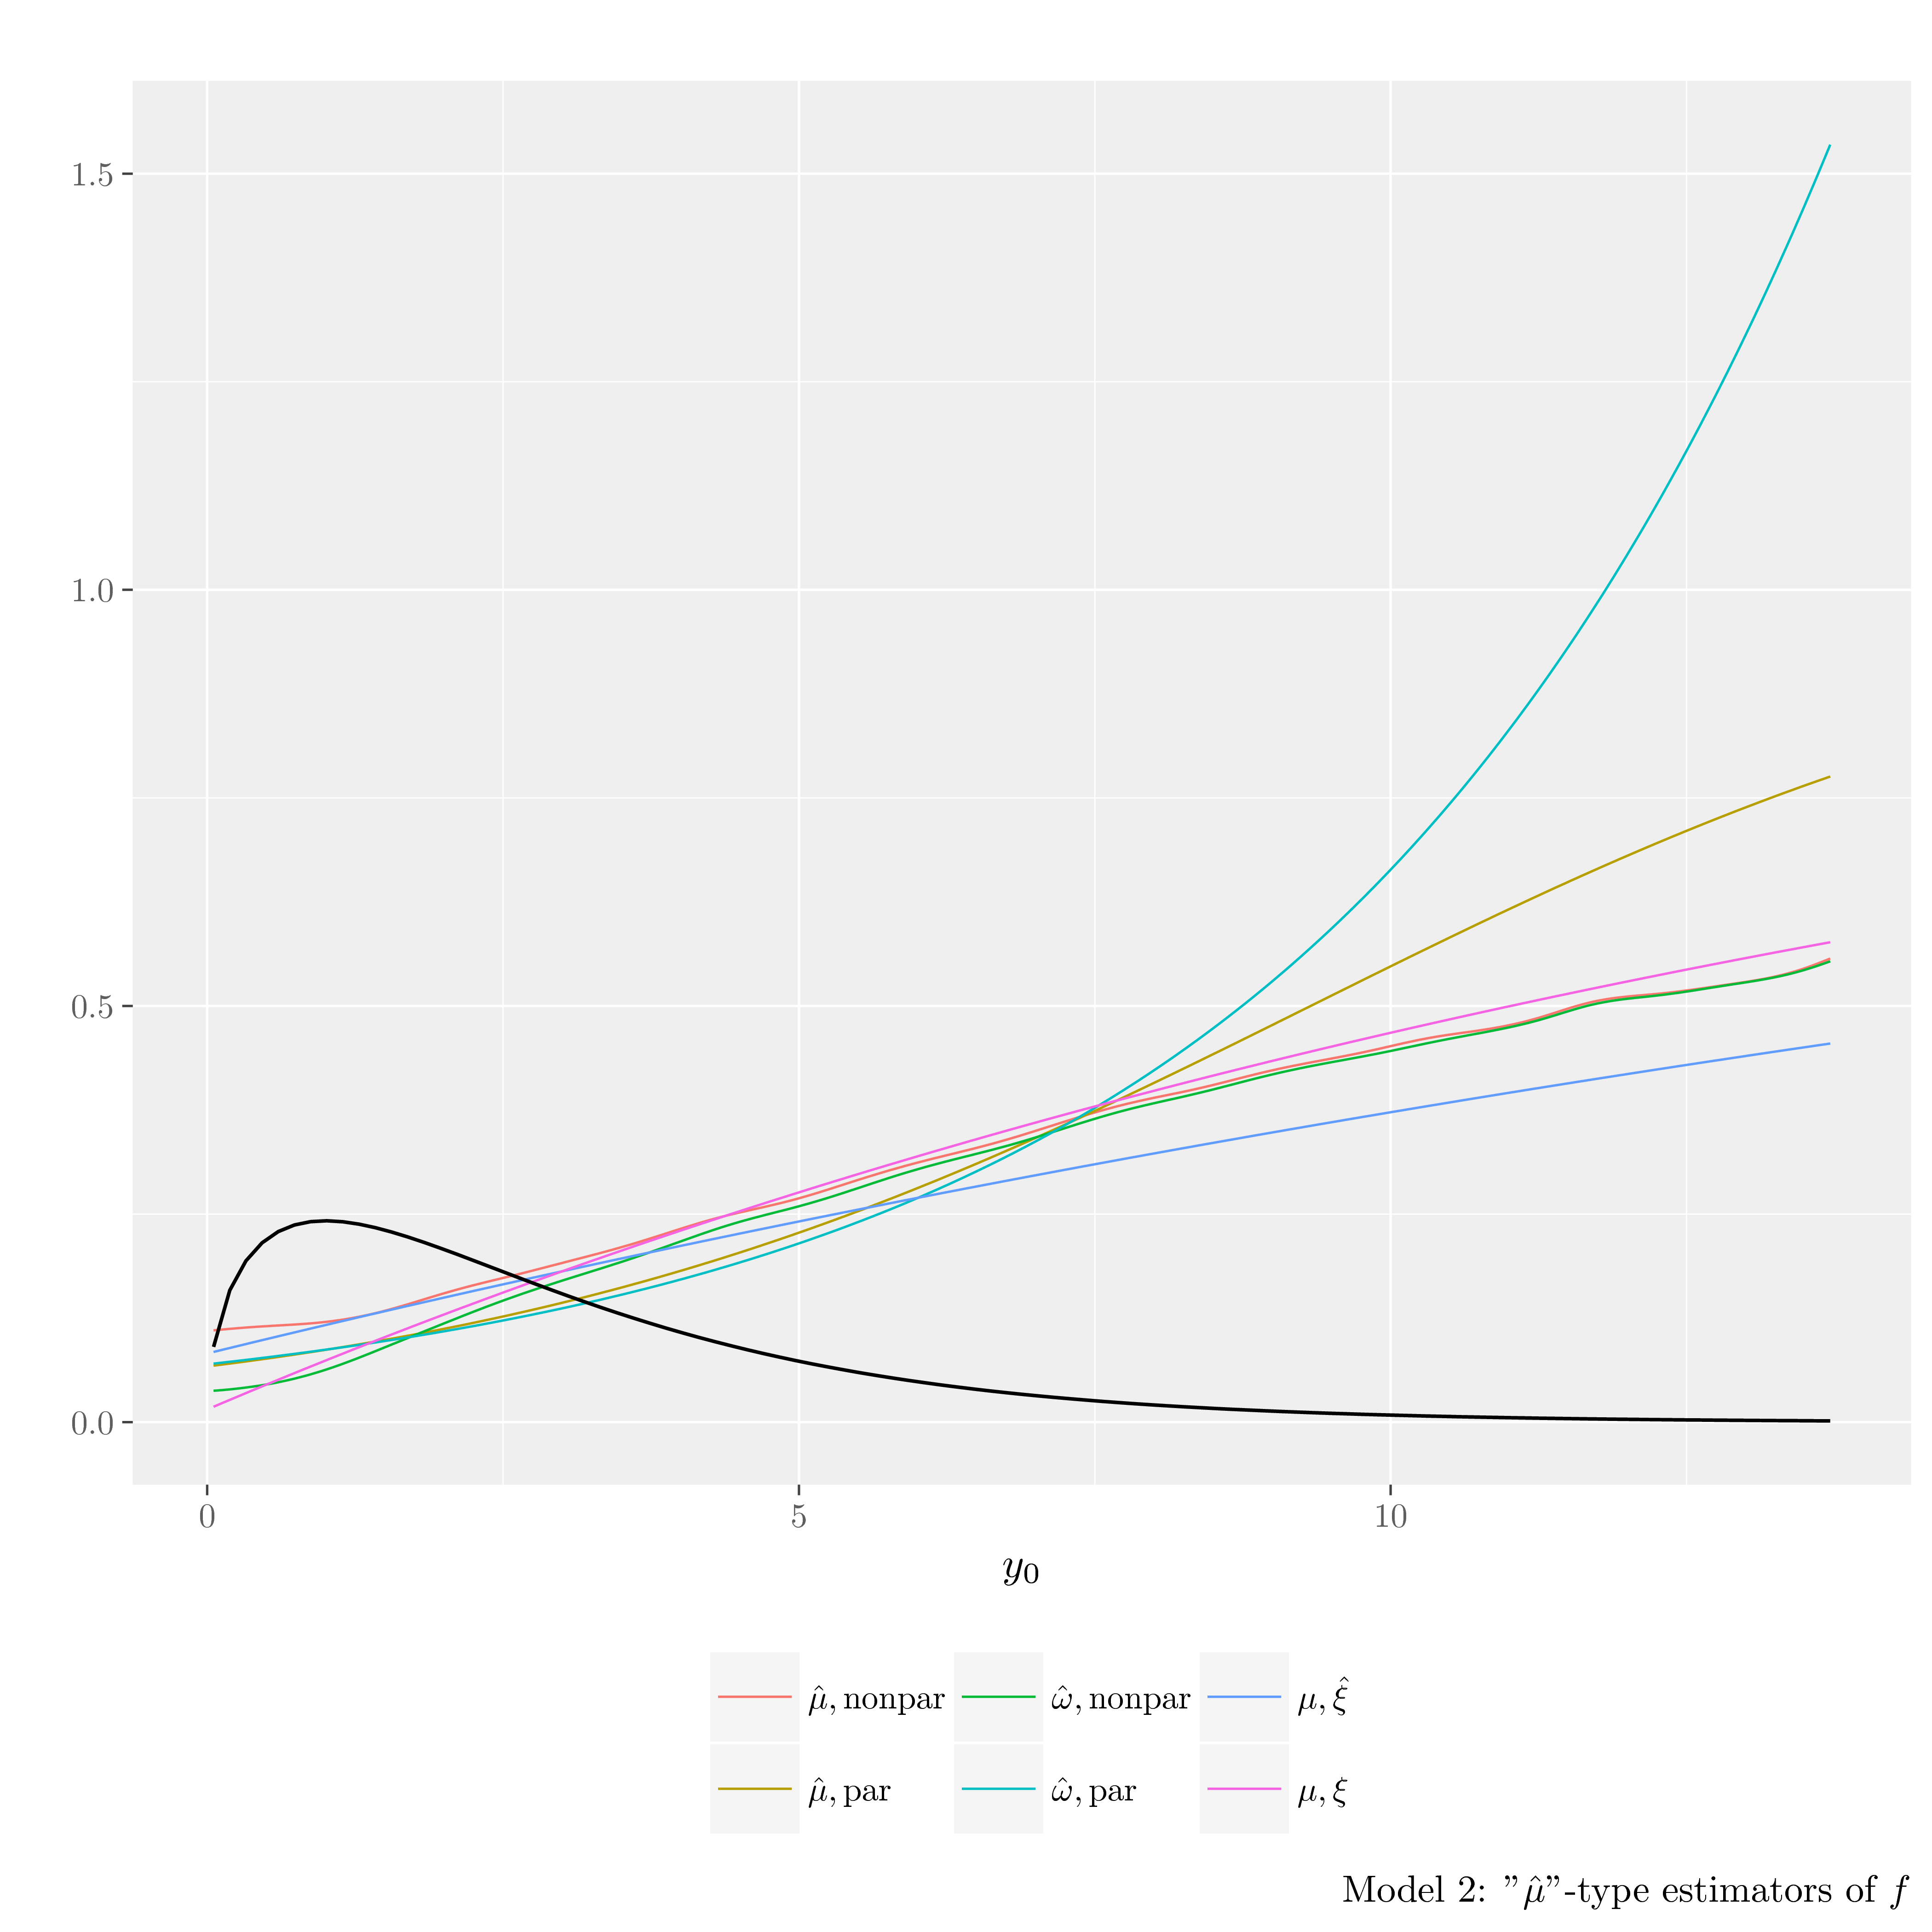 1.5
1.0
0.5
0.0
0 5 10
y₀
μ̂, nonpar ω̂, nonpar μ, ξ̂
μ̂, par ω̂, par μ, ξ
Model 2: ”μ̂”-type estimators of f